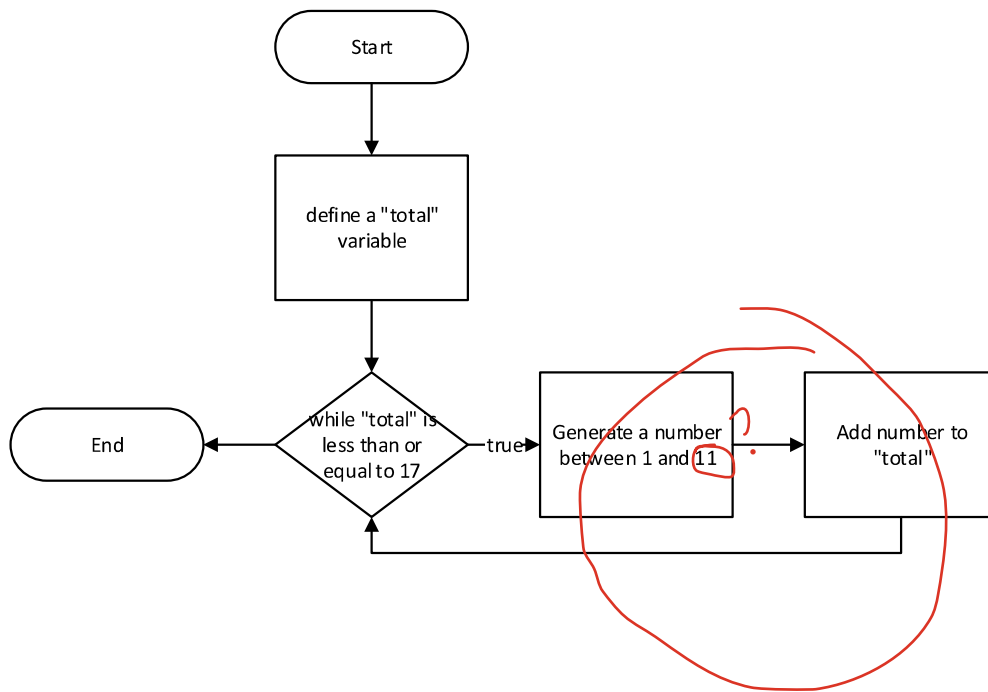 Start
define a "total"
variable
while "total" is
less than or
equal to 17
true
End
Generate a number
between 1 and 11
?
Add number to
"total"